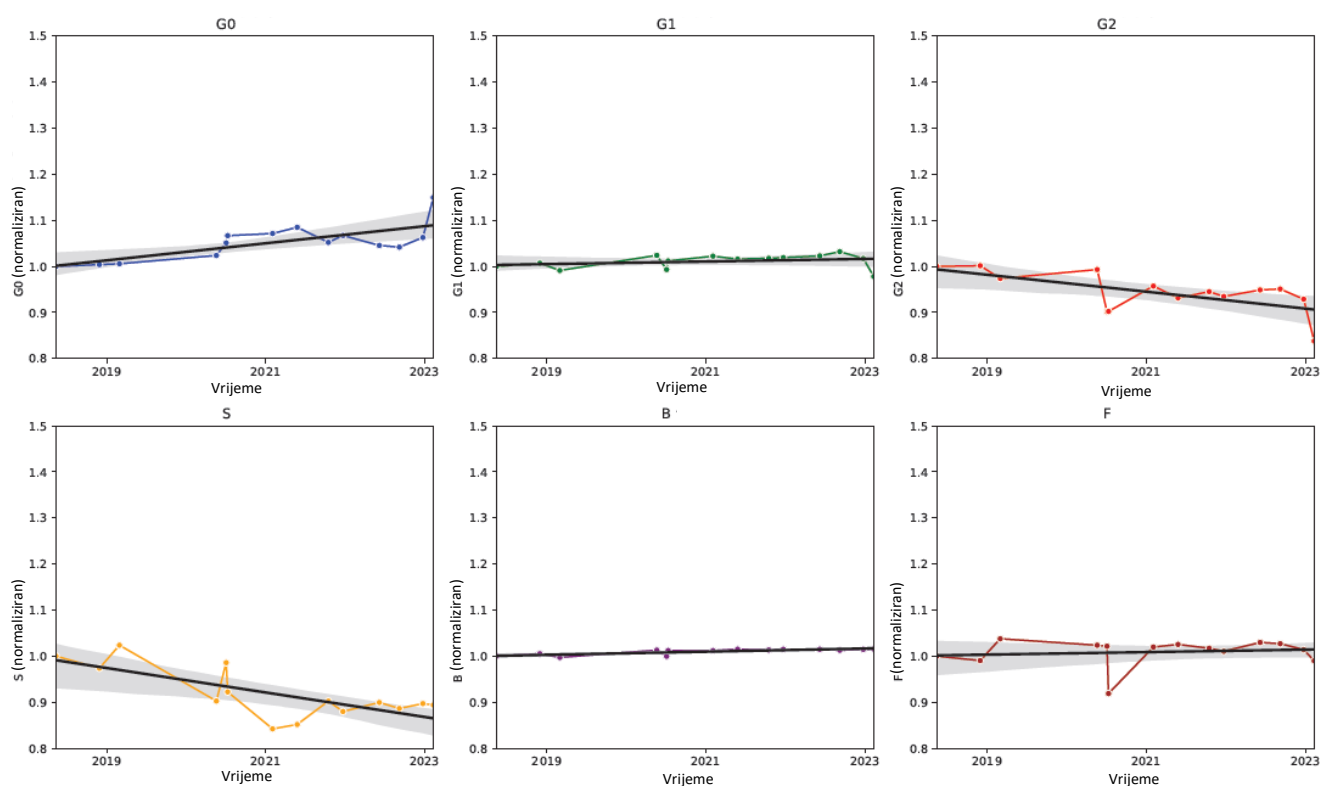 G0
1.5
1.4
1.3
1.2
1.1
1.0
0.9
0.8
G0 (normaliziran)
2019 2021 2023
Vrijeme
G1
1.5
1.4
1.3
1.2
1.1
1.0
0.9
0.8
G1 (normaliziran)
2019 2021 2023
Vrijeme
G2
1.5
1.4
1.3
1.2
1.1
1.0
0.9
0.8
G2 (normaliziran)
2019 2021 2023
Vrijeme
S
1.5
1.4
1.3
1.2
1.1
1.0
0.9
0.8
S (normaliziran)
2019 2021 2023
Vrijeme
B
1.5
1.4
1.3
1.2
1.1
1.0
0.9
0.8
B (normaliziran)
2019 2021 2023
Vrijeme
F
1.5
1.4
1.3
1.2
1.1
1.0
0.9
0.8
F(normaliziran)
2019 2021 2023
Vrijeme